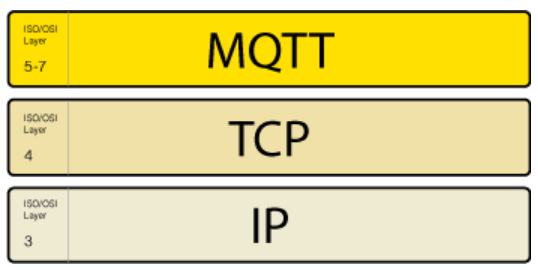 ISO/OSI
Layer
5-7
MQTT
ISO/OSI
Layer
4
TCP
ISO/OSI
Layer
3
IP